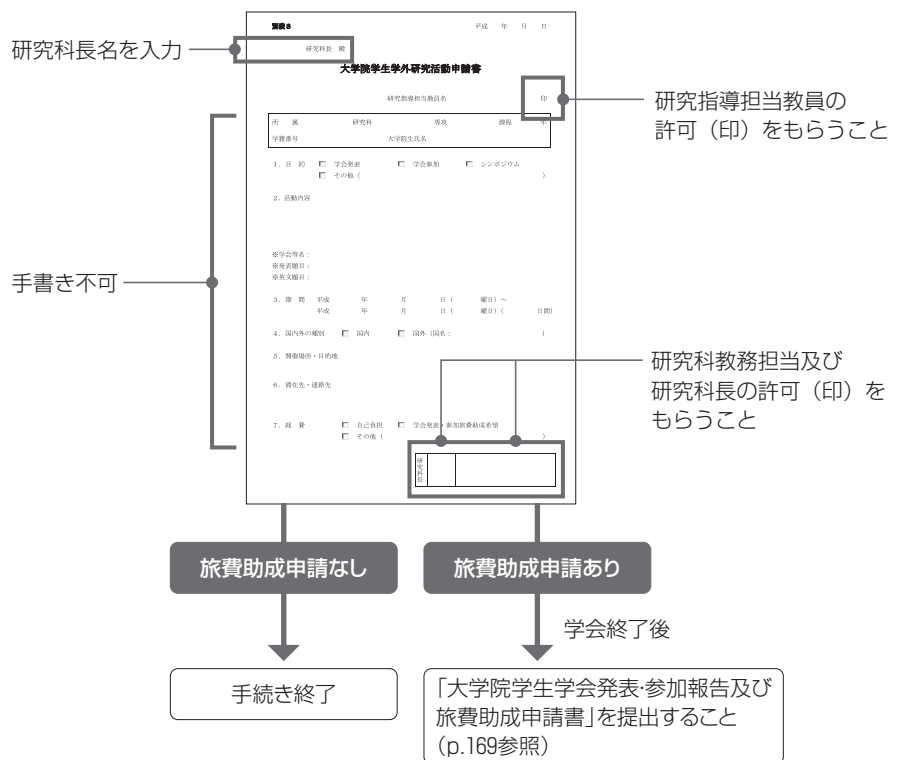 別表8
平成　年　月　日
研究科長名を入力
研究科長　殿
大学院学生学外研究活動申請書
研究指導担当教員名　印
研究指導担当教員の
許可（印）をもらうこと
所　属　研究科　専攻　課程　年
学籍番号　大学院生氏名
1．目　的　□　学会発表　□　学会参加　□　シンポジウム
□　その他（　）
2．活動内容
手書き不可
※学会等名：
※発表題目：
※英文題目：
3．期　間　平成　年　月　日（　曜日）～
平成　年　月　日（　曜日）（　日間）
4．国内外の種別　□　国内　□　国外（国名：　）
5．開催場所・目的地
6．滞在先・連絡先
研究科教務担当及び
研究科長の許可（印）を
もらうこと
7．経　費　□　自己負担　□　学会発表・参加旅費助成希望
□　その他（　）
研究科長
旅費助成申請なし
旅費助成申請あり
学会終了後
手続き終了
「大学院学生学会発表・参加報告及び
旅費助成申請書」を提出すること
（p.169参照）